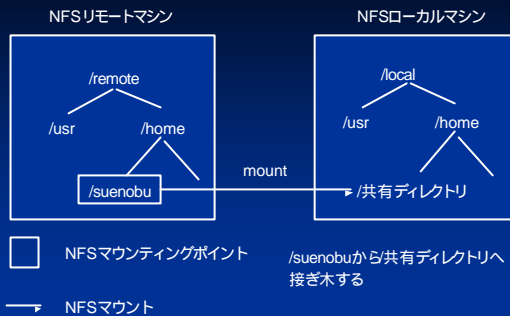 NFSリモートマシン
/remote
/usr
/home
/suenobu
mount
NFSローカルマシン
/local
/usr
/home
/共有ディレクトリ
NFSマウンティングポイント
NFSマウント
/suenobuから/共有ディレクトリへ
接ぎ木する